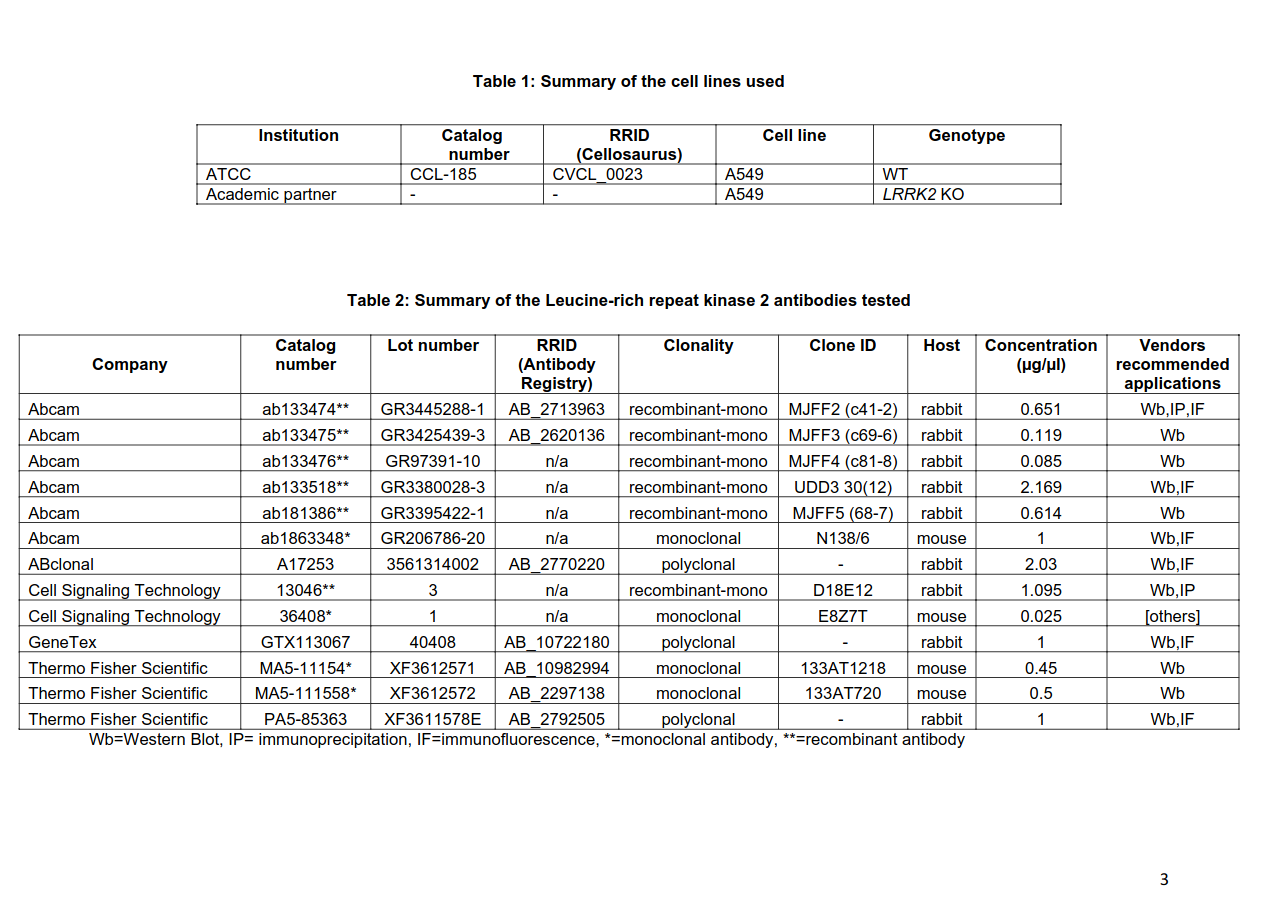 Table 1: Summary of the cell lines used
Institution Catalog number RRID (Cellosaurus) Cell line Genotype
ATCC CCL-185 CVCL_0023 A549 WT
Academic partner - - A549 LRRK2 KO
Table 2: Summary of the Leucine-rich repeat kinase 2 antibodies tested
Company Catalog number Lot number RRID (Antibody Registry) Clonality Clone ID Host Concentration (µg/µl) Vendors recommended applications
Abcam ab133474** GR3445288-1 AB_2713963 recombinant-mono MJFF2 (c41-2) rabbit 0.651 Wb,IP,IF
Abcam ab133475** GR3425439-3 AB_2620136 recombinant-mono MJFF3 (c69-6) rabbit 0.119 Wb
Abcam ab133476** GR97391-10 n/a recombinant-mono MJFF4 (c81-8) rabbit 0.085 Wb
Abcam ab133518** GR3380028-3 n/a recombinant-mono UDD3 30(12) rabbit 2.169 Wb,IF
Abcam ab181386** GR3395422-1 n/a recombinant-mono MJFF5 (68-7) rabbit 0.614 Wb
Abcam ab1863348* GR206786-20 n/a monoclonal N138/6 mouse 1 Wb,IF
ABclonal A17253 3561314002 AB_2770220 polyclonal - rabbit 2.03 Wb,IF
Cell Signaling Technology 13046** 3 n/a recombinant-mono D18E12 rabbit 1.095 Wb,IP
Cell Signaling Technology 36408* 1 n/a monoclonal E8Z7T mouse 0.025 [others]
GeneTex GTX113067 40408 AB_10722180 polyclonal - rabbit 1 Wb,IF
Thermo Fisher Scientific MA5-11154* XF3612571 AB_10982994 monoclonal 133AT1218 mouse 0.45 Wb
Thermo Fisher Scientific MA5-111558* XF3612572 AB_2297138 monoclonal 133AT720 mouse 0.5 Wb
Thermo Fisher Scientific PA5-85363 XF3611578E AB_2792505 polyclonal - rabbit 1 Wb,IF
Wb=Western Blot, IP= immunoprecipitation, IF=immunofluorescence, *=monoclonal antibody, **=recombinant antibody
3